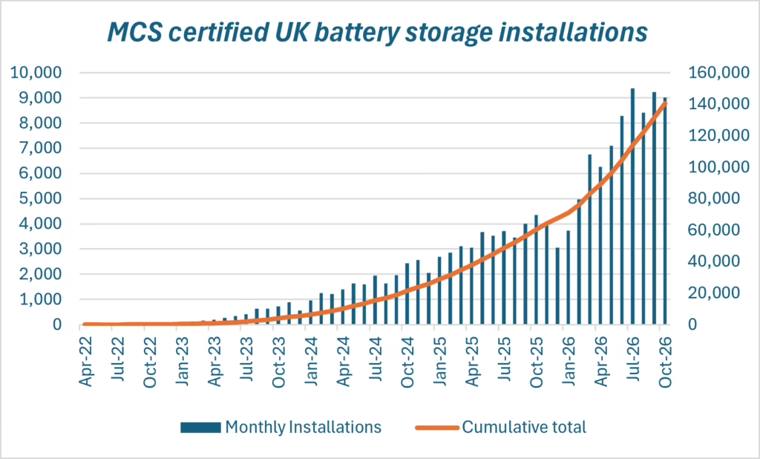 MCS certified UK battery storage installations
10,000
9,000
8,000
7,000
6,000
5,000
4,000
3,000
2,000
1,000
0
160,000
140,000
120,000
100,000
80,000
60,000
40,000
20,000
0
Apr-22
Jul-22
Oct-22
Jan-23
Apr-23
Jul-23
Oct-23
Jan-24
Apr-24
Jul-24
Oct-24
Jan-25
Apr-25
Jul-25
Oct-25
Jan-26
Apr-26
Jul-26
Oct-26
Monthly Installations
Cumulative total